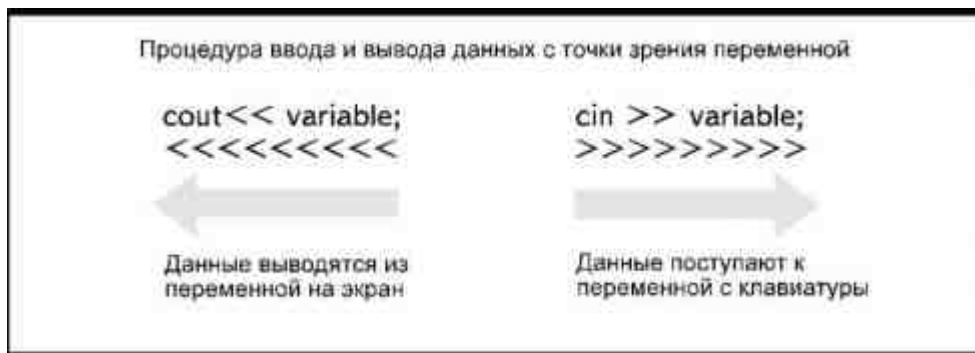 Процедура ввода и вывода данных с точки зрения переменной
cout<< variable;
<<<<<<<<<
Данные выводятся из
переменной на экран
cin >> variable;
>>>>>>>>>
Данные поступают к
переменной с клавиатуры